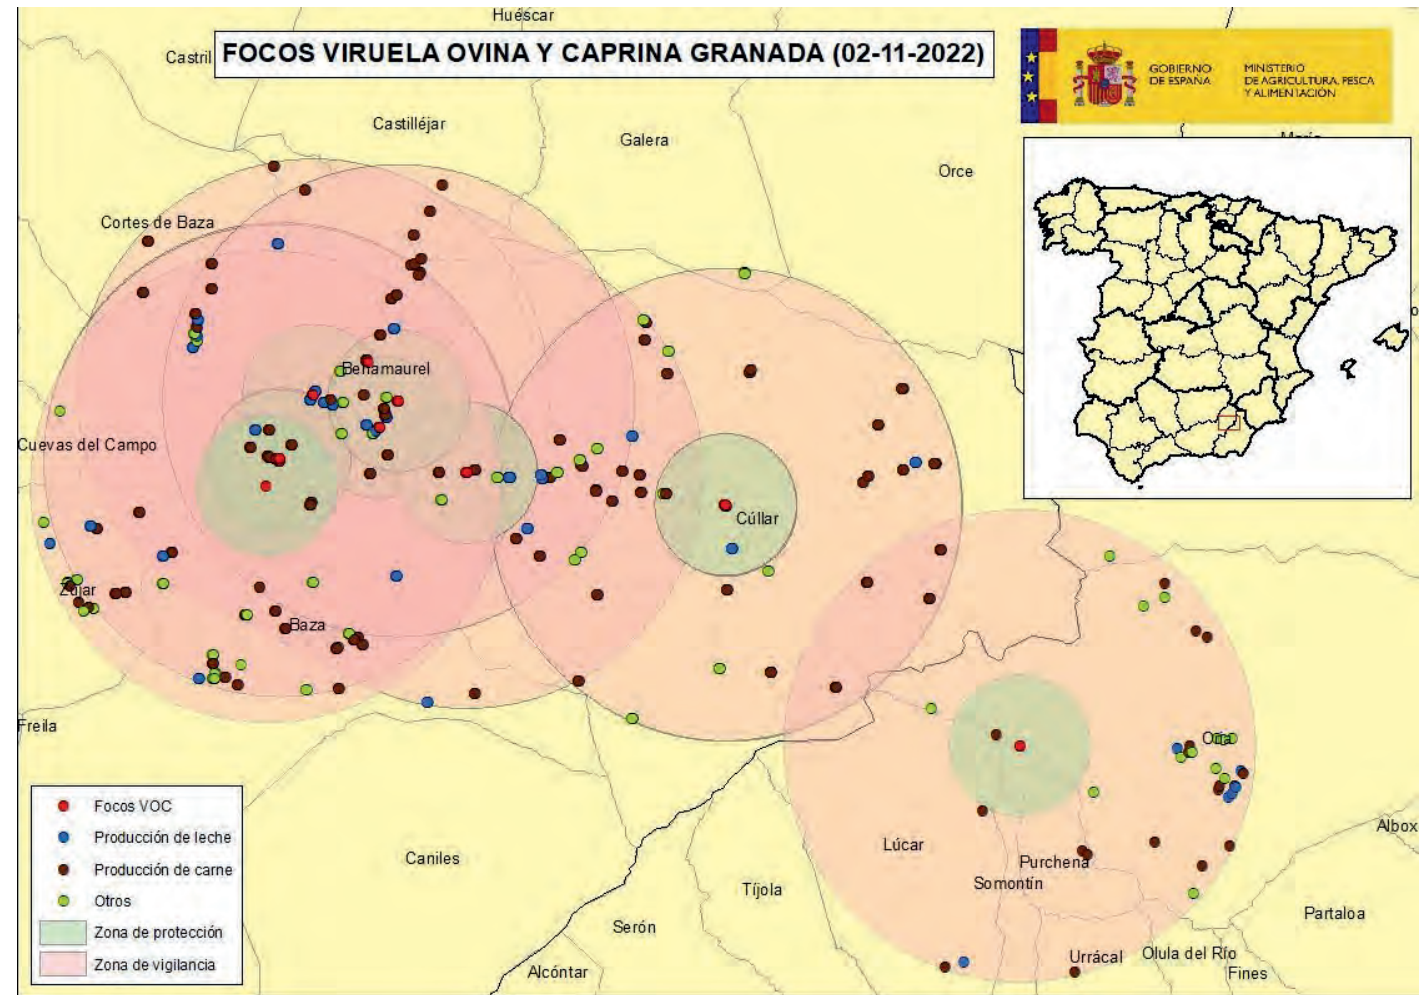 Huéscar
Castril
FOCOS VIRUELA OVINA Y CAPRINA GRANADA (02-11-2022)
GOBIERNO
DE ESPAÑA
MINISTERIO
DE AGRICULTURA, PESCA
Y ALIMENTACIÓN
Castilléjar
Galera
Orce
Cortes de Baza
Benamaurel
Cuevas del Campo
Cúllar
Zújar
Baza
Freila
Oria
Focos VOC
Producción de leche
Producción de carne
Otros
Zona de protección
Zona de vigilancia
Caniles
Lúcar
Purchena
Somontín
Albox
Tíjola
Serón
Partaloa
Alcóntar
Urrácal
Olula del Río
Fines